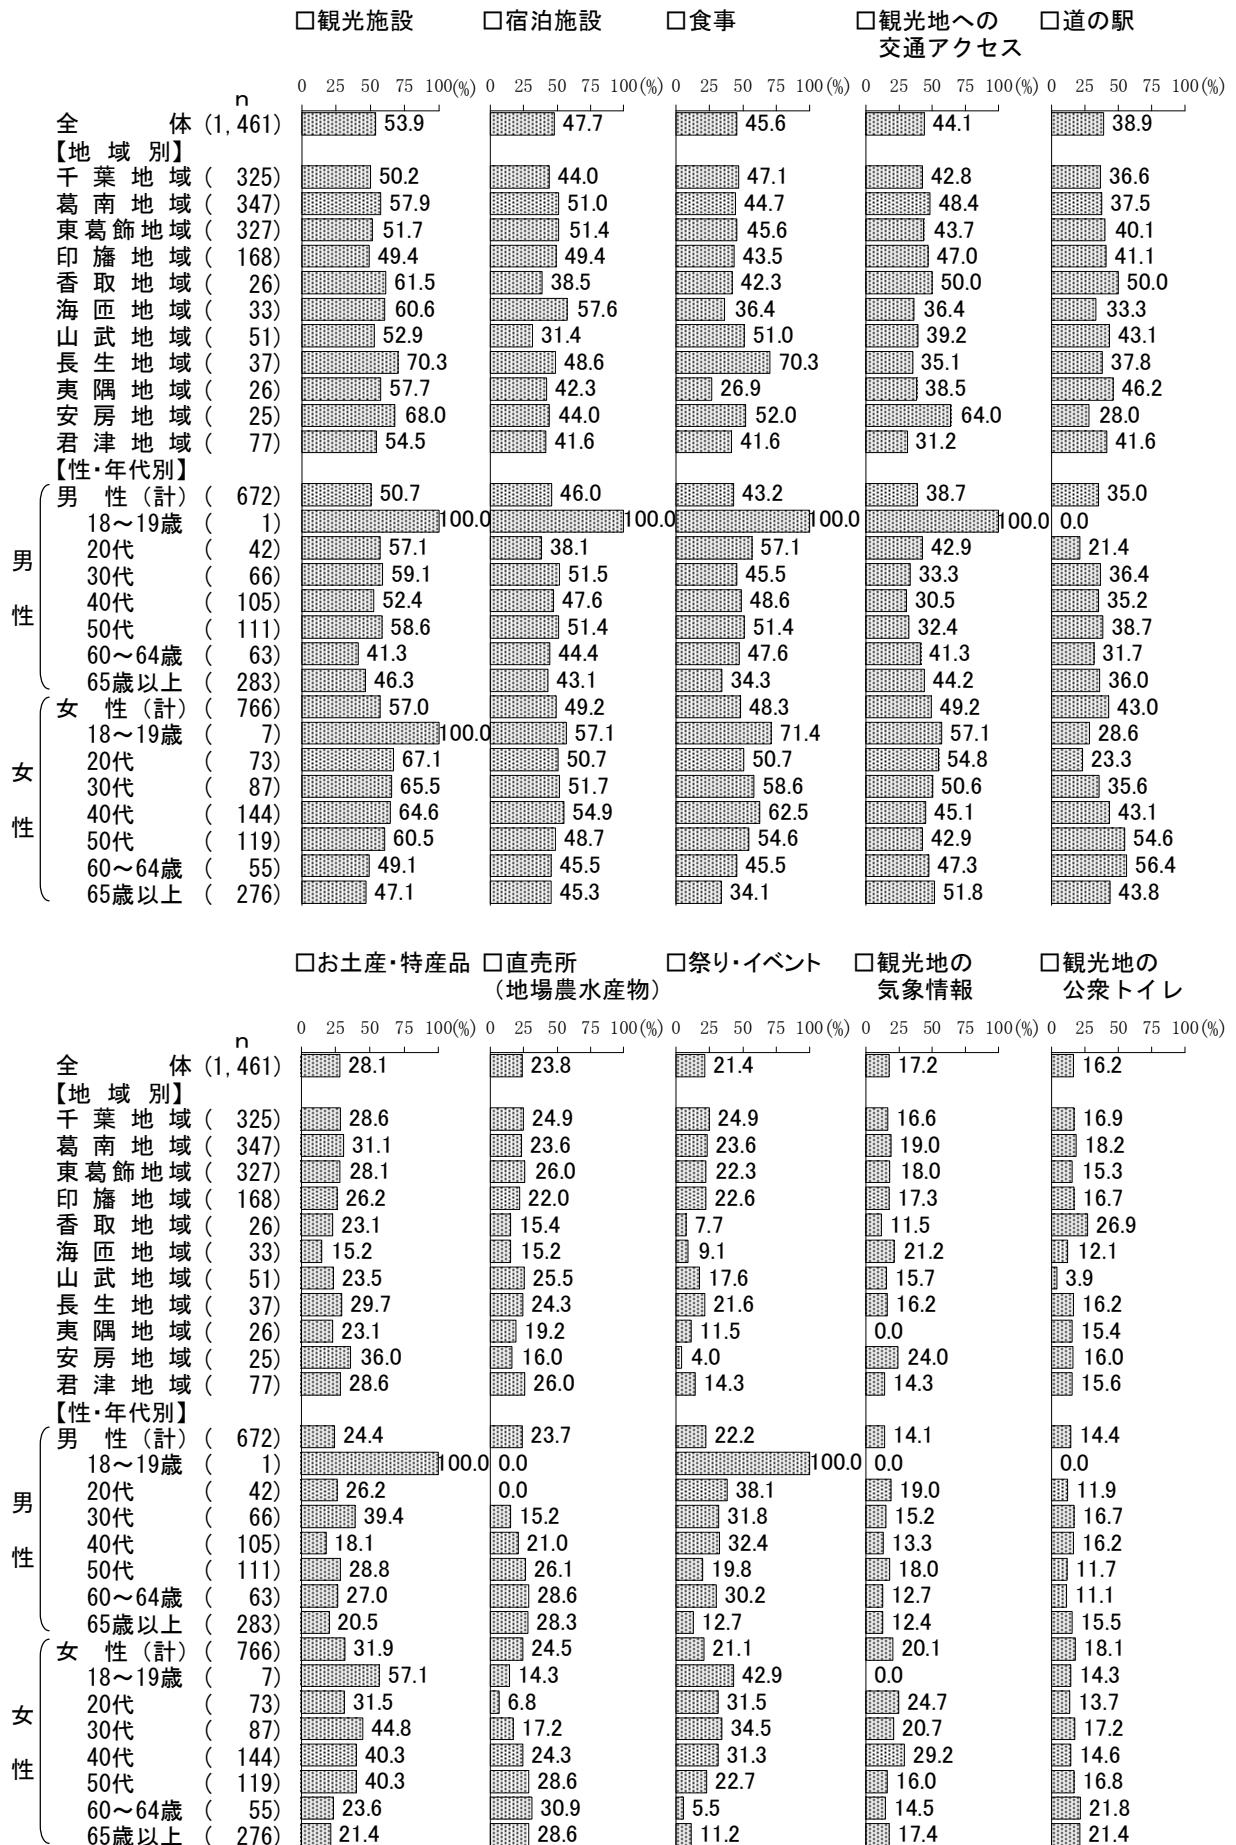 □観光施設 □宿泊施設 □食事 □観光地への □道の駅
交通アクセス
0 25 50 75 100(%) 0 25 50 75 100(%) 0 25 50 75 100(%) 0 25 50 75 100(%) 0 25 50 75 100(%)
n
全体 (1,461) 53.9 47.7 45.6 44.1 38.9
【地域別】
千葉地域 ( 325) 50.2 44.0 47.1 42.8 36.6
葛南地域 ( 347) 57.9 51.0 44.7 48.4 37.5
東葛飾地域 ( 327) 51.7 51.4 45.6 43.7 40.1
印旛地域 ( 168) 49.4 49.4 43.5 47.0 41.1
香取地域 ( 26) 61.5 38.5 42.3 50.0 50.0
海匝地域 ( 33) 60.6 57.6 36.4 36.4 33.3
山武地域 ( 51) 52.9 31.4 51.0 39.2 43.1
長生地域 ( 37) 70.3 48.6 70.3 35.1 37.8
夷隅地域 ( 26) 57.7 42.3 26.9 38.5 46.2
安房地域 ( 25) 68.0 44.0 52.0 64.0 28.0
君津地域 ( 77) 54.5 41.6 41.6 31.2 41.6
【性・年代別】
男性(計) ( 672) 50.7 46.0 43.2 38.7 35.0
18～19歳 ( 1) 100.0 100.0 100.0 100.0 0.0
男 20代 ( 42) 57.1 38.1 57.1 42.9 21.4
30代 ( 66) 59.1 51.5 45.5 33.3 36.4
性 40代 ( 105) 52.4 47.6 48.6 30.5 35.2
50代 ( 111) 58.6 51.4 51.4 32.4 38.7
60～64歳 ( 63) 41.3 44.4 47.6 41.3 31.7
65歳以上 ( 283) 46.3 43.1 34.3 44.2 36.0
女性(計) ( 766) 57.0 49.2 48.3 49.2 43.0
18～19歳 ( 7) 100.0 57.1 71.4 57.1 28.6
女 20代 ( 73) 67.1 50.7 50.7 54.8 23.3
30代 ( 87) 65.5 51.7 58.6 50.6 35.6
性 40代 ( 144) 64.6 54.9 62.5 45.1 43.1
50代 ( 119) 60.5 48.7 54.6 42.9 54.6
60～64歳 ( 55) 49.1 45.5 45.5 47.3 56.4
65歳以上 ( 276) 47.1 45.3 34.1 51.8 43.8
□お土産・特産品 □直売所 □祭り・イベント □観光地の □観光地の
(地場農水産物) 気象情報 公衆トイレ
0 25 50 75 100(%) 0 25 50 75 100(%) 0 25 50 75 100(%) 0 25 50 75 100(%) 0 25 50 75 100(%)
n
全体 (1,461) 28.1 23.8 21.4 17.2 16.2
【地域別】
千葉地域 ( 325) 28.6 24.9 24.9 16.6 16.9
葛南地域 ( 347) 31.1 23.6 23.6 19.0 18.2
東葛飾地域 ( 327) 28.1 26.0 22.3 18.0 15.3
印旛地域 ( 168) 26.2 22.0 22.6 17.3 16.7
香取地域 ( 26) 23.1 15.4 7.7 11.5 26.9
海匝地域 ( 33) 15.2 15.2 9.1 21.2 12.1
山武地域 ( 51) 23.5 25.5 17.6 15.7 3.9
長生地域 ( 37) 29.7 24.3 21.6 16.2 16.2
夷隅地域 ( 26) 23.1 19.2 11.5 0.0 15.4
安房地域 ( 25) 36.0 16.0 4.0 24.0 16.0
君津地域 ( 77) 28.6 26.0 14.3 14.3 15.6
【性・年代別】
男性(計) ( 672) 24.4 23.7 22.2 14.1 14.4
18～19歳 ( 1) 100.0 0.0 100.0 0.0 0.0
男 20代 ( 42) 26.2 0.0 38.1 19.0 11.9
30代 ( 66) 39.4 15.2 31.8 15.2 16.7
性 40代 ( 105) 18.1 21.0 32.4 13.3 16.2
50代 ( 111) 28.8 26.1 19.8 18.0 11.7
60～64歳 ( 63) 27.0 28.6 30.2 12.7 11.1
65歳以上 ( 283) 20.5 28.3 12.7 12.4 15.5
女性(計) ( 766) 31.9 24.5 21.1 20.1 18.1
18～19歳 ( 7) 57.1 14.3 42.9 0.0 14.3
女 20代 ( 73) 31.5 6.8 31.5 24.7 13.7
30代 ( 87) 44.8 17.2 34.5 20.7 17.2
性 40代 ( 144) 40.3 24.3 31.3 29.2 14.6
50代 ( 119) 40.3 28.6 22.7 16.0 16.8
60～64歳 ( 55) 23.6 30.9 5.5 14.5 21.8
65歳以上 ( 276) 21.4 28.6 11.2 17.4 21.4